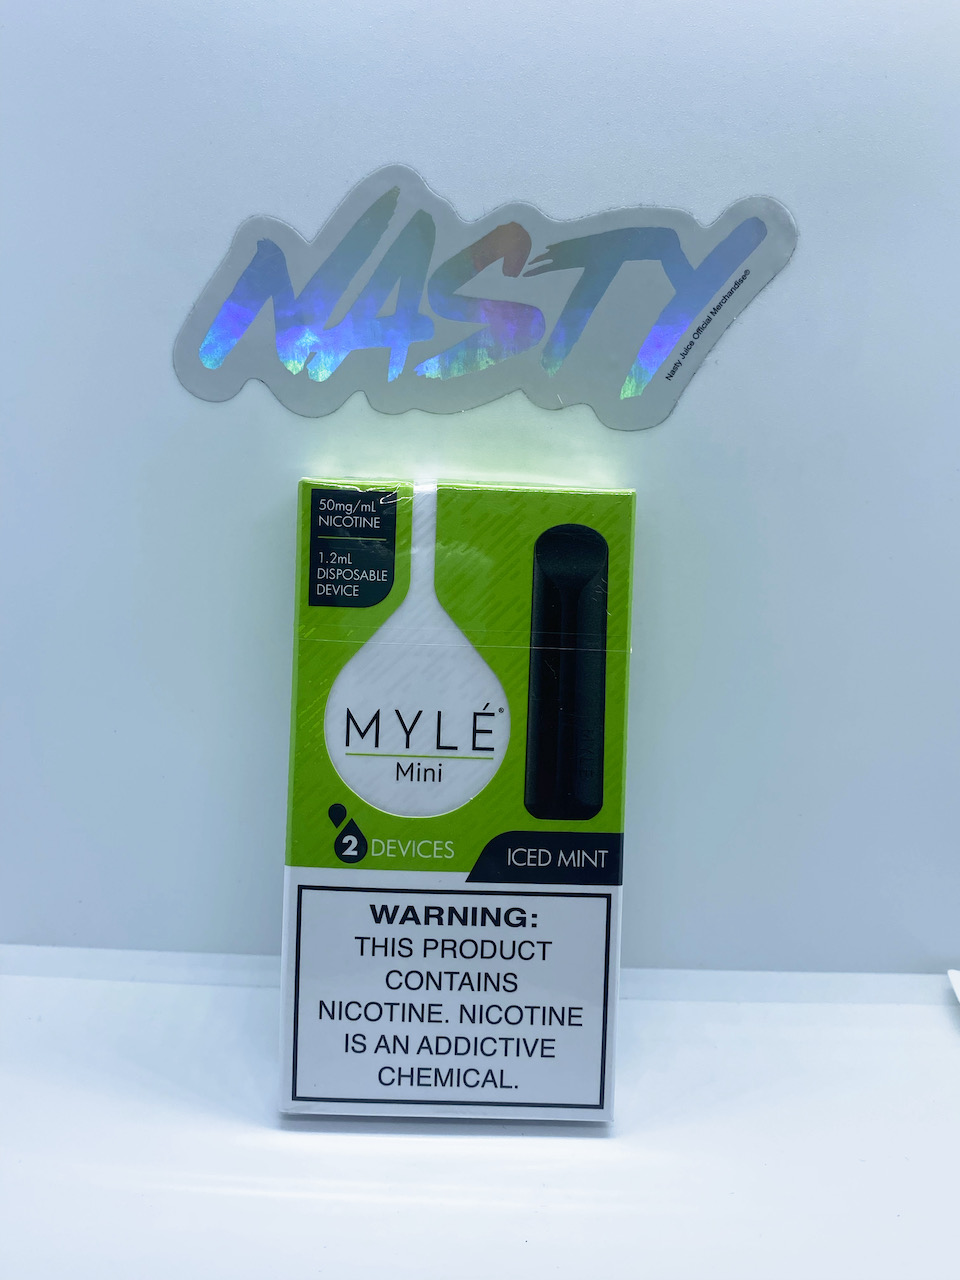 NASTY
Nasty Juice Official Merchandise®
50mg/mL
NICOTINE
1.2mL
DISPOSABLE
DEVICE
MYLÉ®
Mini
2 DEVICES
ICED MINT
WARNING:
THIS PRODUCT
CONTAINS
NICOTINE. NICOTINE
IS AN ADDICTIVE
CHEMICAL.